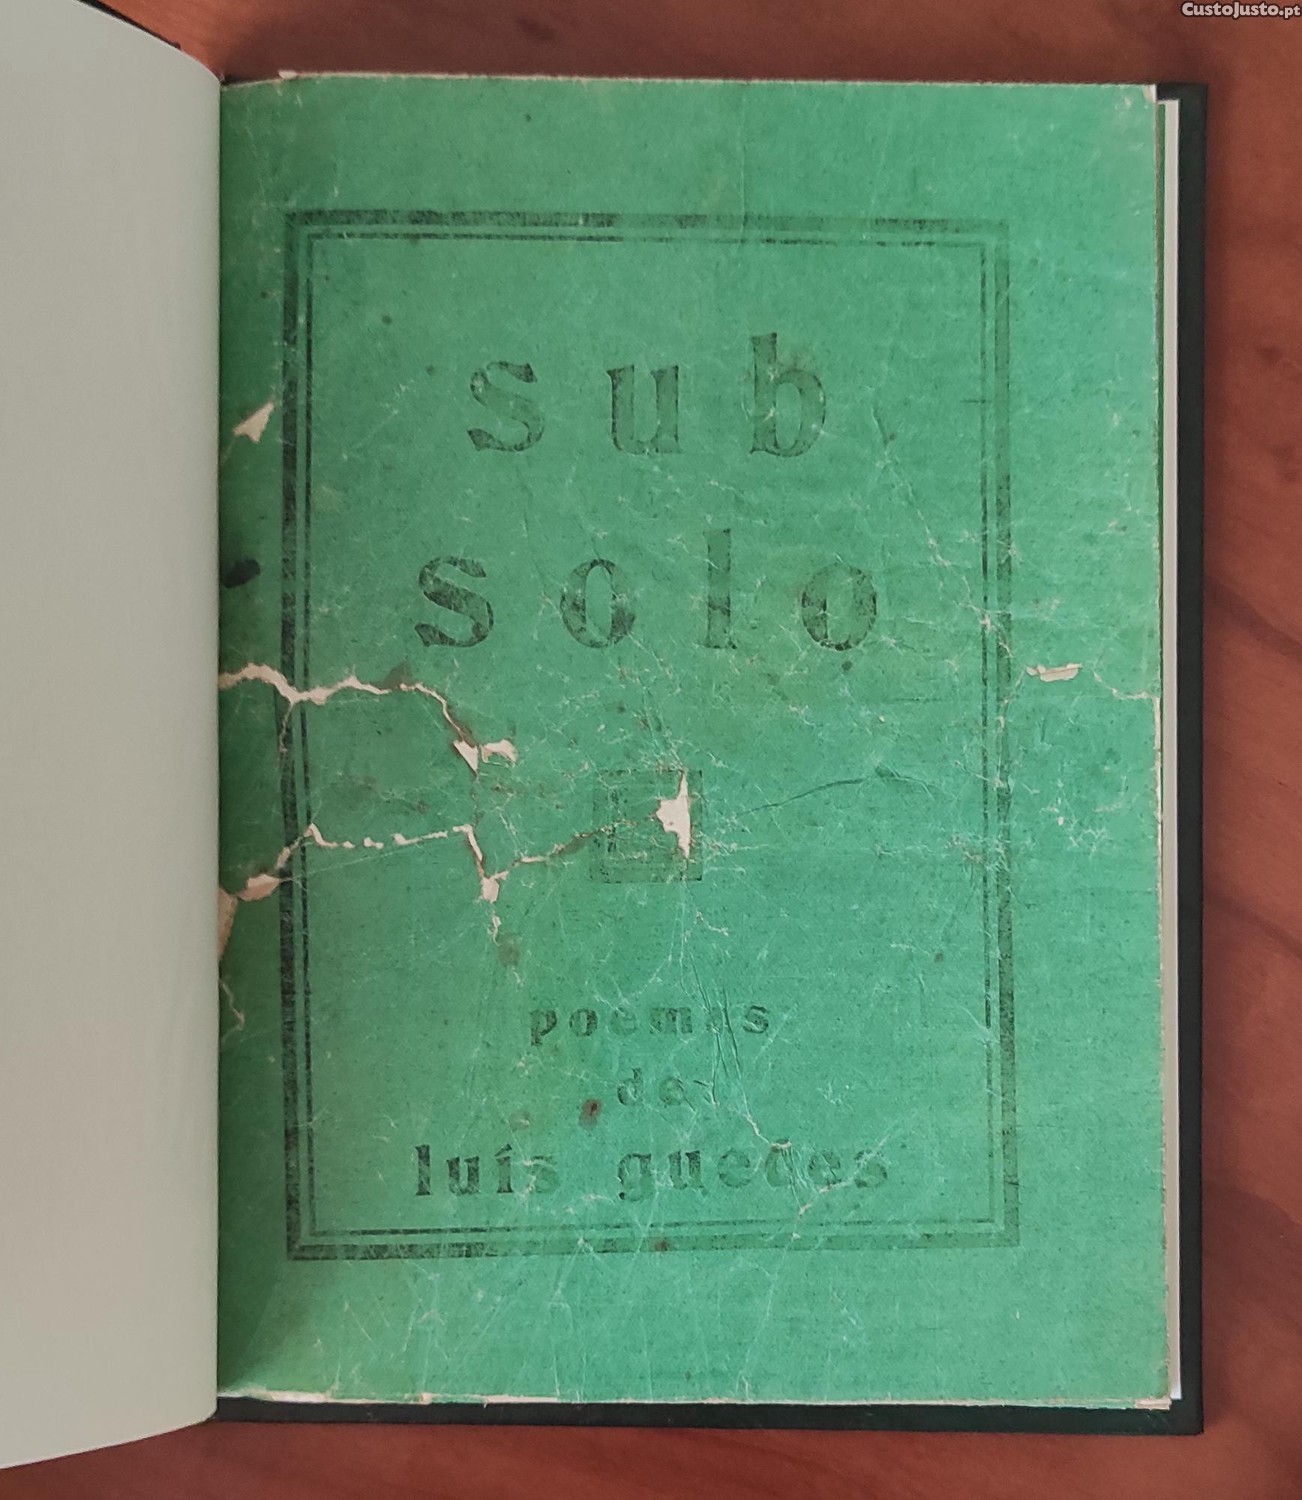 CustoJusto.pt
sub
solo
poemas
de
luís guedes